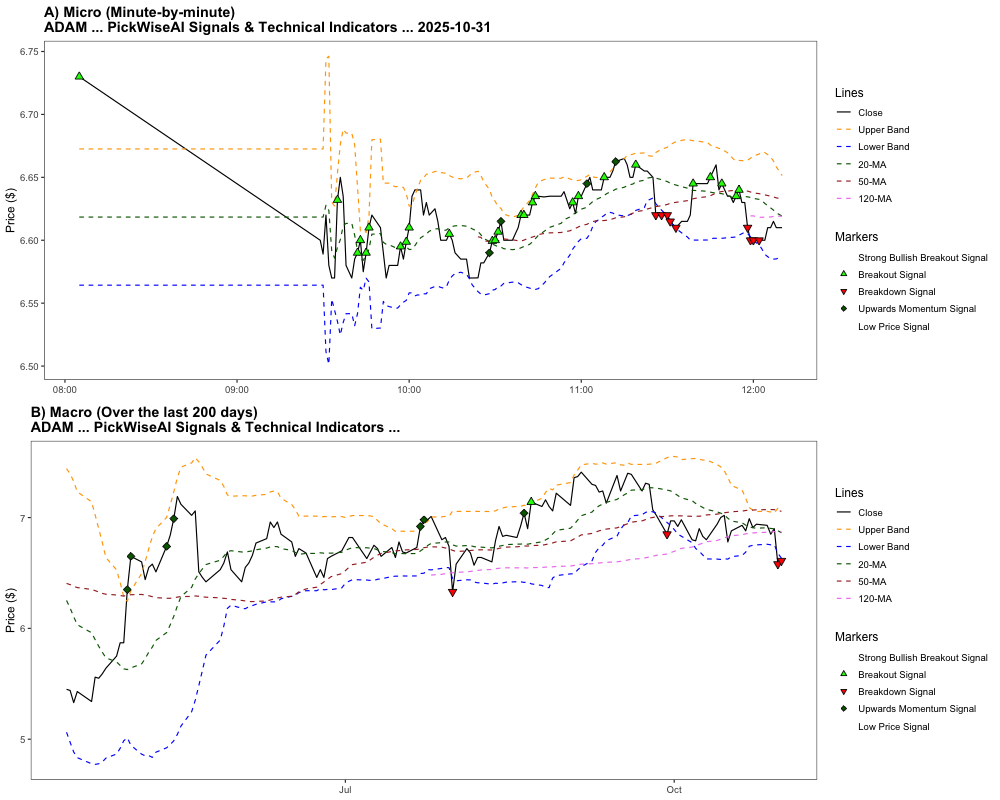 A) Micro (Minute-by-minute)
ADAM ... PickWiseAI Signals & Technical Indicators ... 2025-10-31
Price ($)
6.75
6.70
6.65
6.60
6.55
6.50
08:00
09:00
10:00
11:00
12:00
Lines
Close
Upper Band
Lower Band
20-MA
50-MA
120-MA
Markers
Strong Bullish Breakout Signal
Breakout Signal
Breakdown Signal
Upwards Momentum Signal
Low Price Signal
B) Macro (Over the last 200 days)
ADAM ... PickWiseAI Signals & Technical Indicators ...
Price ($)
7
6
5
Jul
Oct
Lines
Close
Upper Band
Lower Band
20-MA
50-MA
120-MA
Markers
Strong Bullish Breakout Signal
Breakout Signal
Breakdown Signal
Upwards Momentum Signal
Low Price Signal